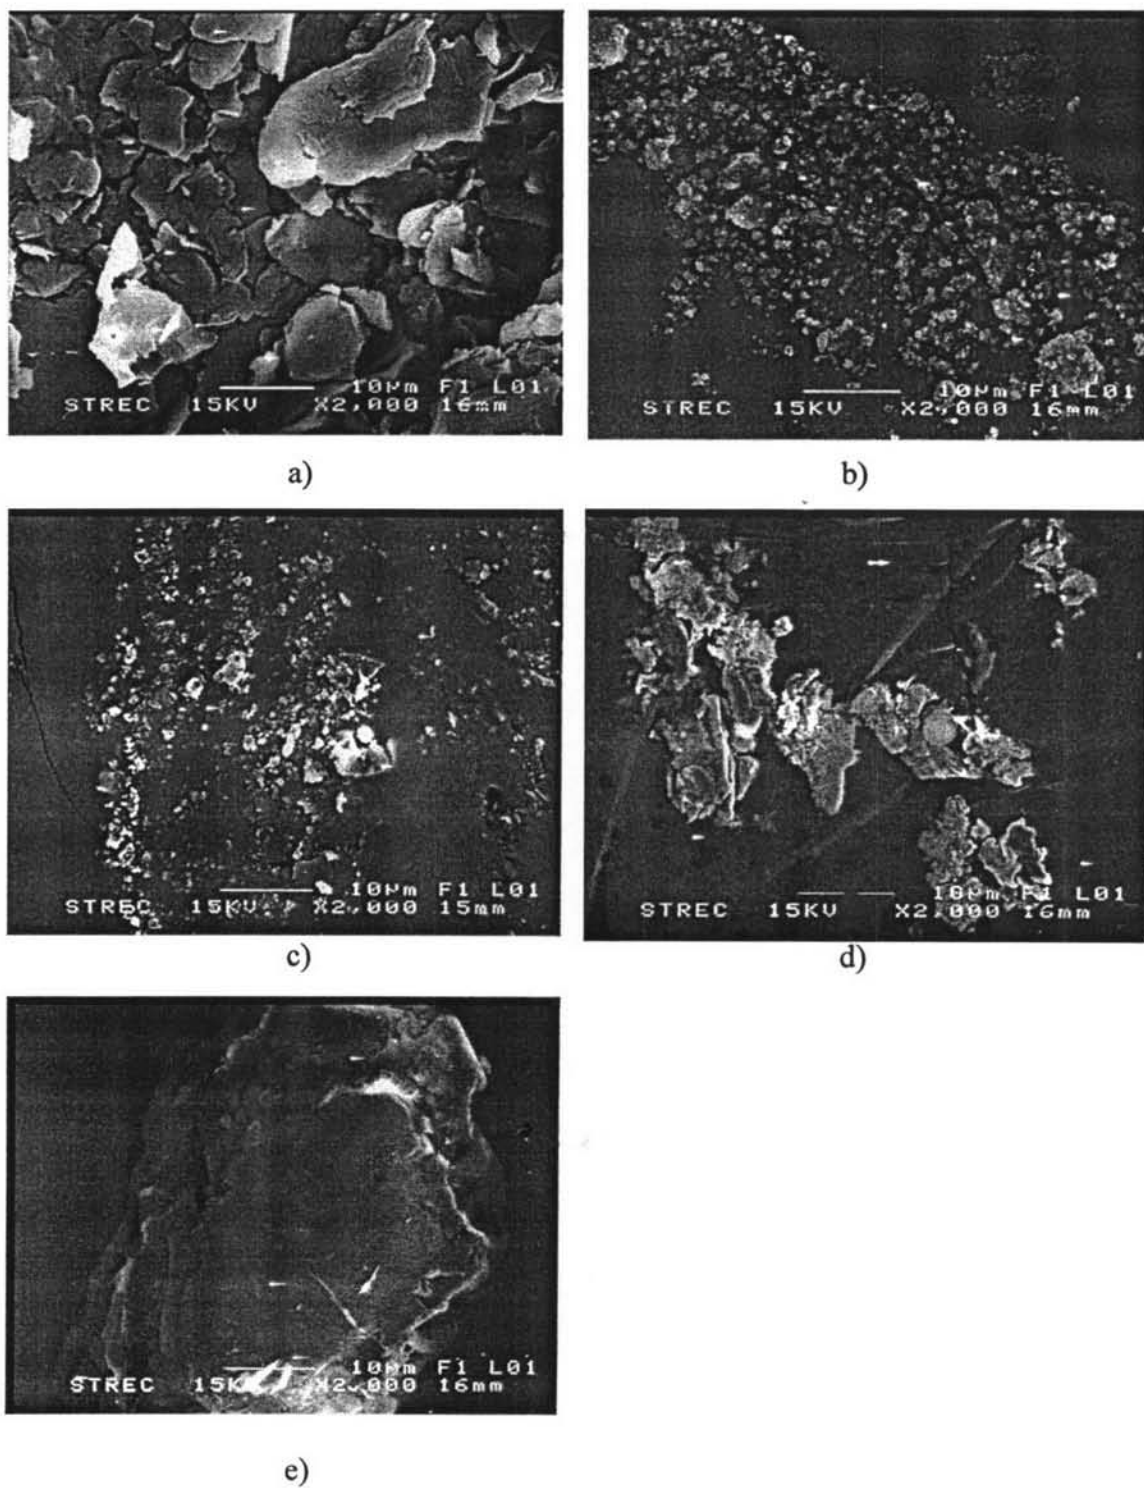 10µm F1 L01
STREC 15KV X2,000 16mm
a)
10µm F1 L01
STREC 15KV X2,000 16mm
b)
10µm F1 L01
STREC 15KV X2,000 15mm
c)
10µm F1 L01
STREC 15KV X2,000 16mm
d)
10µm F1 L01
STREC 15KV X2,000 16mm
e)